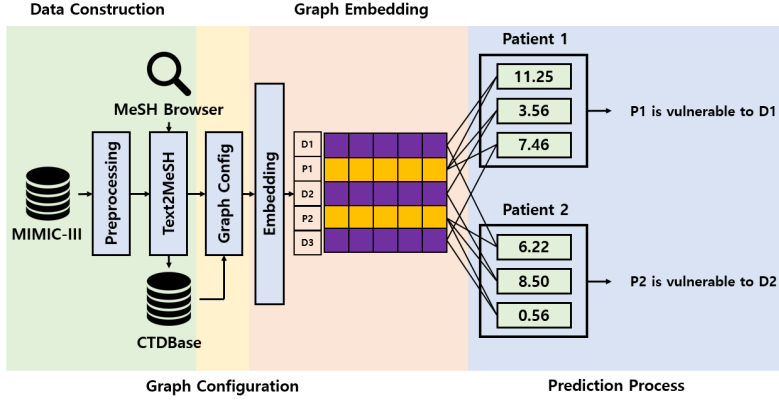 Data Construction
Graph Embedding
MeSH Browser
MIMIC-III
Preprocessing
Text2MeSH
CTDBase
Graph Config
Embedding
D1
P1
D2
P2
D3
Patient 1
11.25
3.56
7.46
P1 is vulnerable to D1
Patient 2
6.22
8.50
0.56
P2 is vulnerable to D2
Graph Configuration
Prediction Process